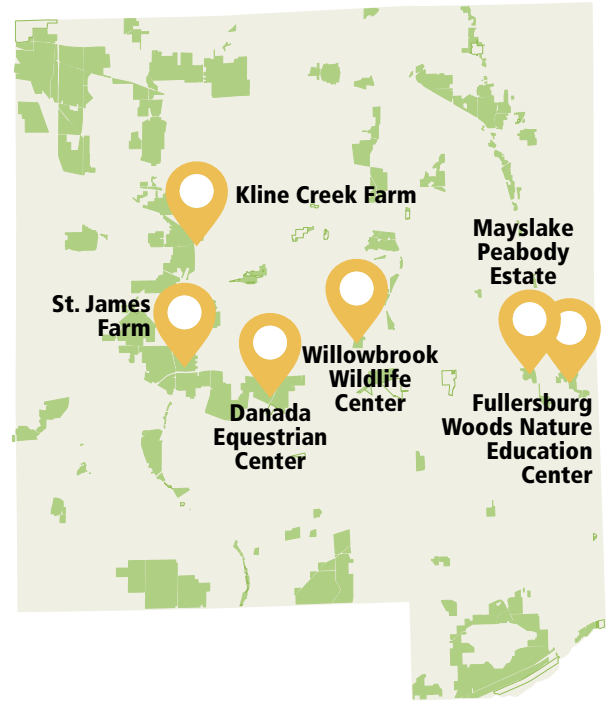 Kline Creek Farm
Mayslake
Peabody
Estate
St. James
Farm
Willowbrook
Wildlife
Center
Danada
Equestrian
Center
Fullersburg
Woods Nature
Education
Center